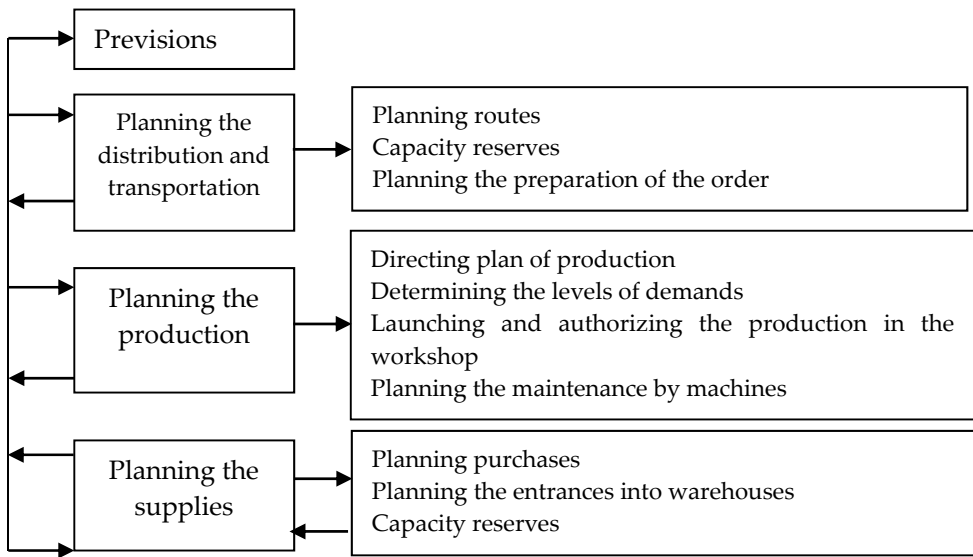 Previsions
Planning the
distribution and
transportation
Planning routes
Capacity reserves
Planning the preparation of the order
Planning the
production
Directing plan of production
Determining the levels of demands
Launching and authorizing the production in the
workshop
Planning the maintenance by machines
Planning the
supplies
Planning purchases
Planning the entrances into warehouses
Capacity reserves